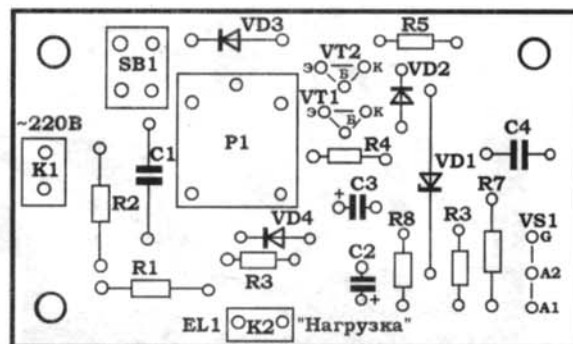 VD3
R5
SB1
VT2
Э Б К
VD2
VT1
Э Б К
~220В
K1
C1
P1
R4
VD1
C4
R2
C3
+
R7
R8
R3
VS1
G
VD4
R3
C2
+
A2
R1
A1
EL1 K2 "Нагрузка"